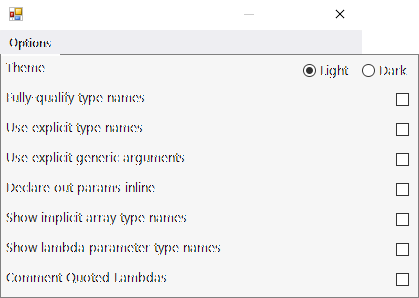 Options
Theme
Light
Dark
Fully-qualify type names
Use explicit type names
Use explicit generic arguments
Declare out params inline
Show implicit array type names
Show lambda parameter type names
Comment Quoted Lambdas